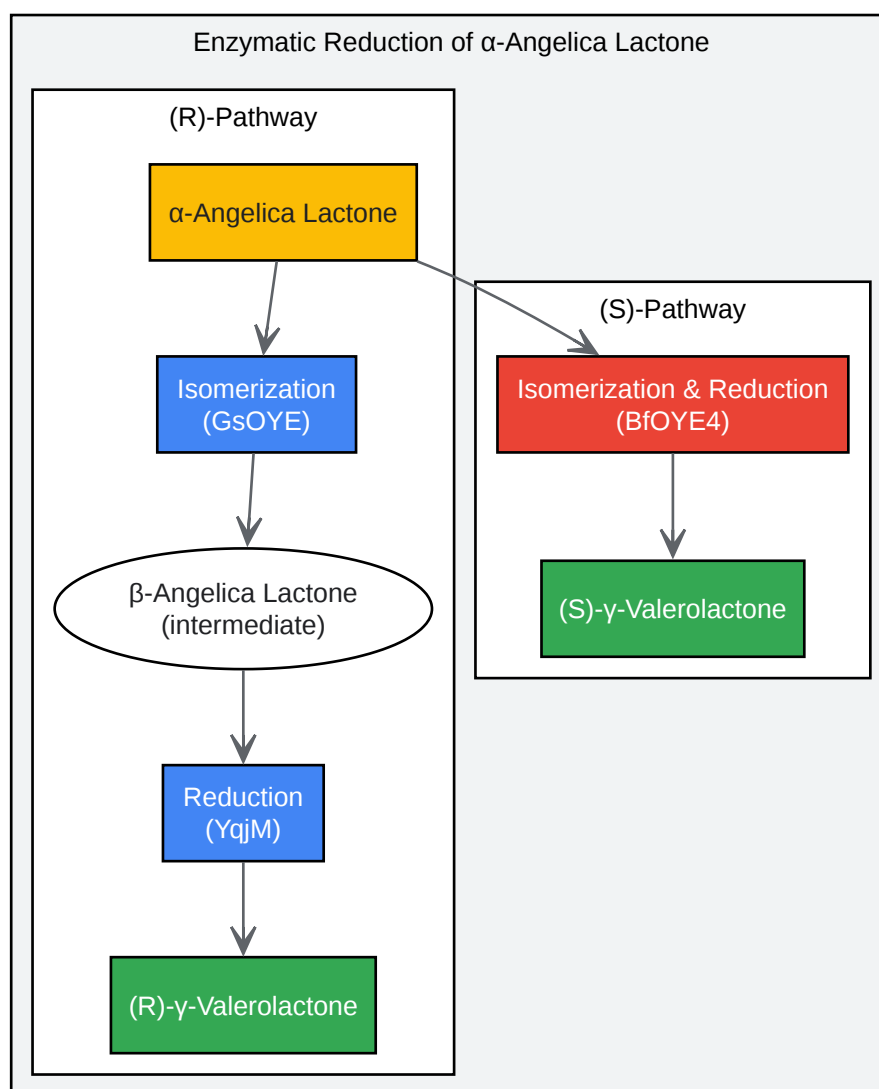 Enzymatic Reduction of α-Angelica Lactone
(R)-Pathway
α-Angelica Lactone
Isomerization
(GsOYE)
β-Angelica Lactone
(intermediate)
Reduction
(YqjM)
(R)-γ-Valerolactone
(S)-Pathway
Isomerization & Reduction
(BfOYE4)
(S)-γ-Valerolactone